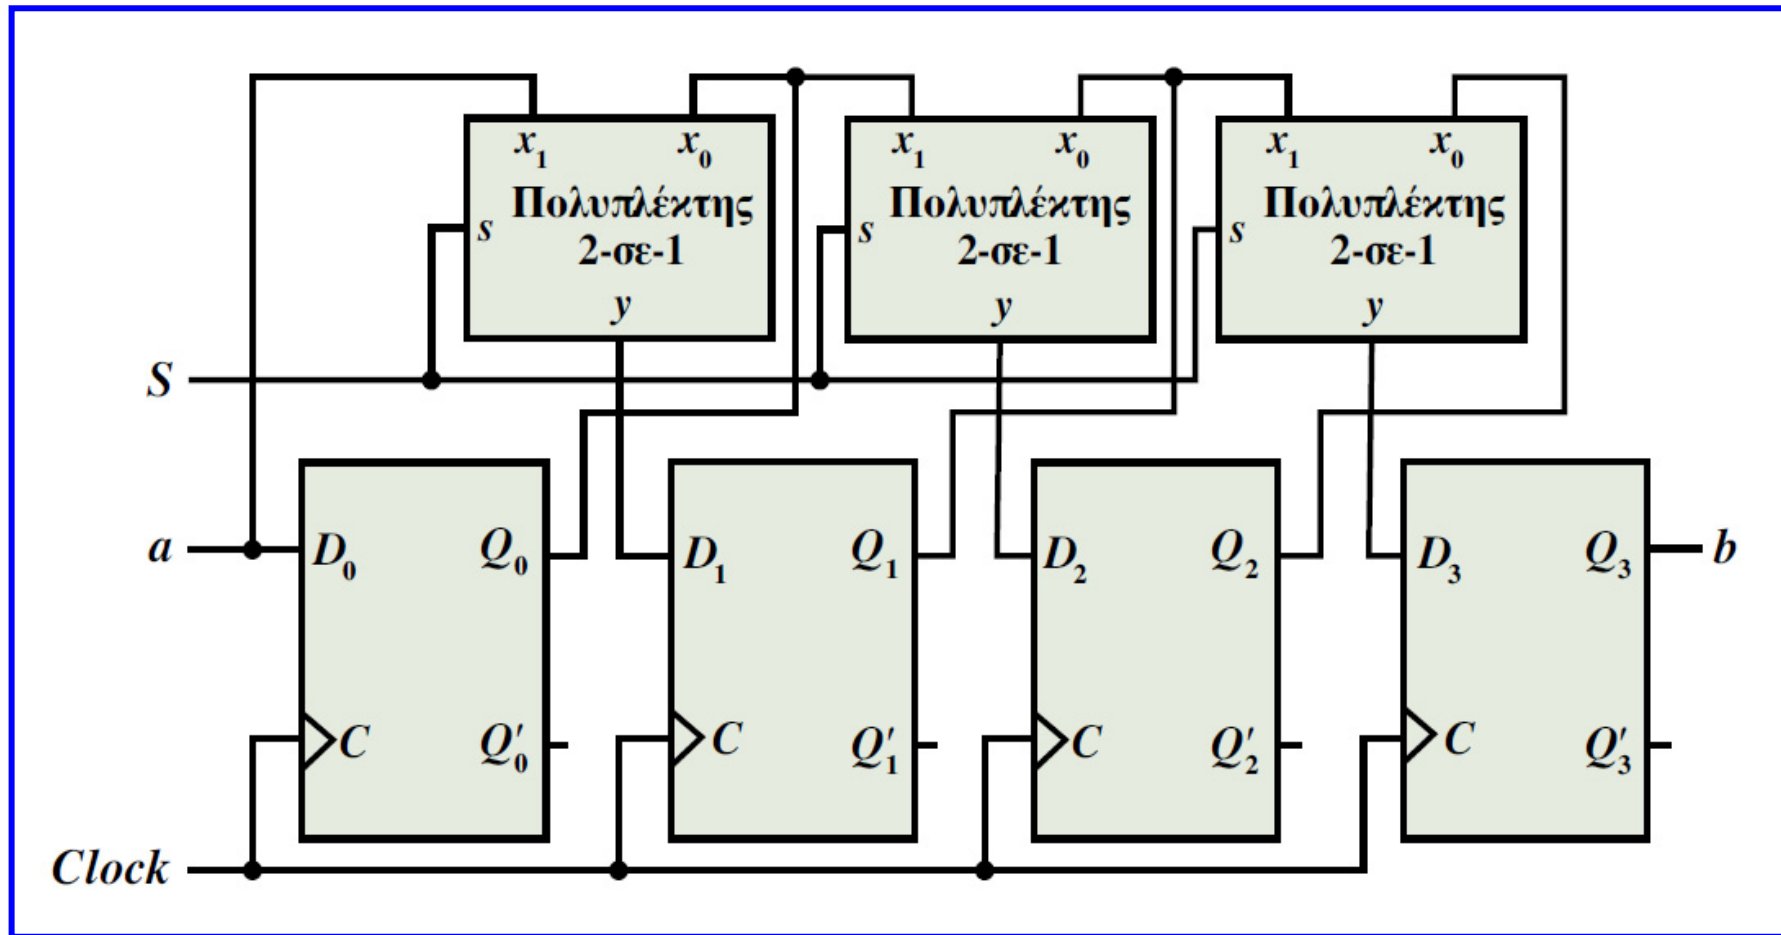 x₁ x₀
Πολυπλέκτης
s 2-σε-1
y
x₁ x₀
Πολυπλέκτης
s 2-σε-1
y
x₁ x₀
Πολυπλέκτης
s 2-σε-1
y
S
a
D₀ Q₀
C Q′₀
D₁ Q₁
C Q′₁
D₂ Q₂
C Q′₂
D₃ Q₃
C Q′₃
b
Clock